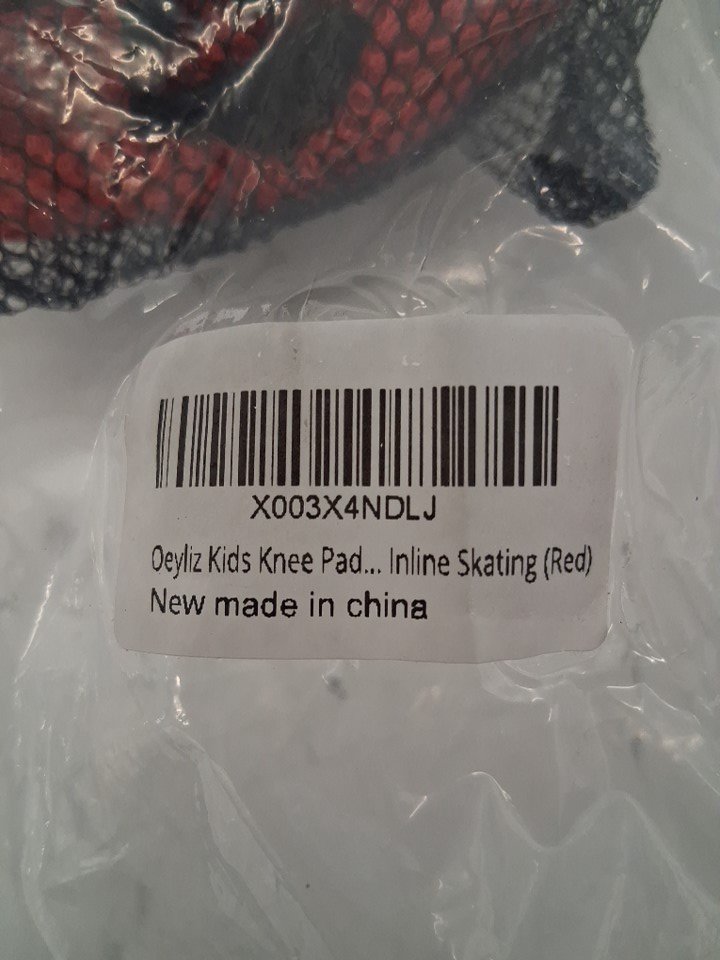 X003X4NDLJ
Oeyliz Kids Knee Pad... Inline Skating (Red)
New made in china